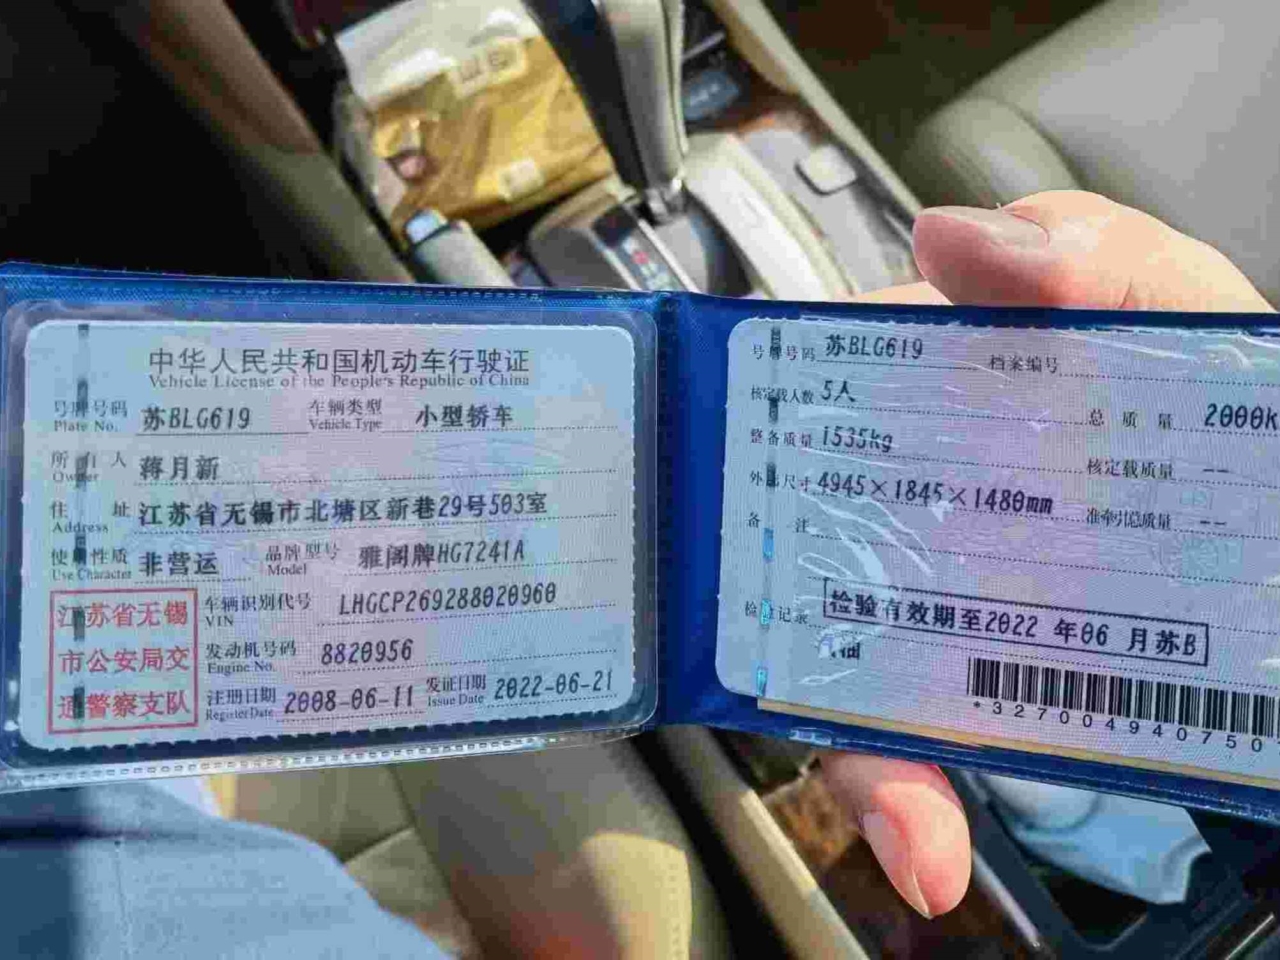 中华人民共和国机动车行驶证
Vehicle License of the People's Republic of China
号牌号码 苏BLG619 车辆类型 小型轿车
Plate No. Vehicle Type
所有人 蒋月新
Owner
住址 江苏省无锡市北塘区新巷29号503室
Address
使用性质 非营运 品牌型号 雅阁牌HG7241A
Use Character Model
江苏省无锡
市公安局交
通警察支队
车辆识别代号 LHGCP269288020960
VIN
发动机号码 8820956
Engine No.
注册日期 2008-06-11 发证日期 2022-06-21
Register Date Issue Date
号牌号码 苏BLG619 档案编号
核定载人数 5人 总质量 2000k
整备质量 1535kg 核定载质量 --
外形尺寸 4945×1845×1480mm 准牵引总质量 --
备注
检验记录 检验有效期至2022年06月苏B
汽油
*327004940750